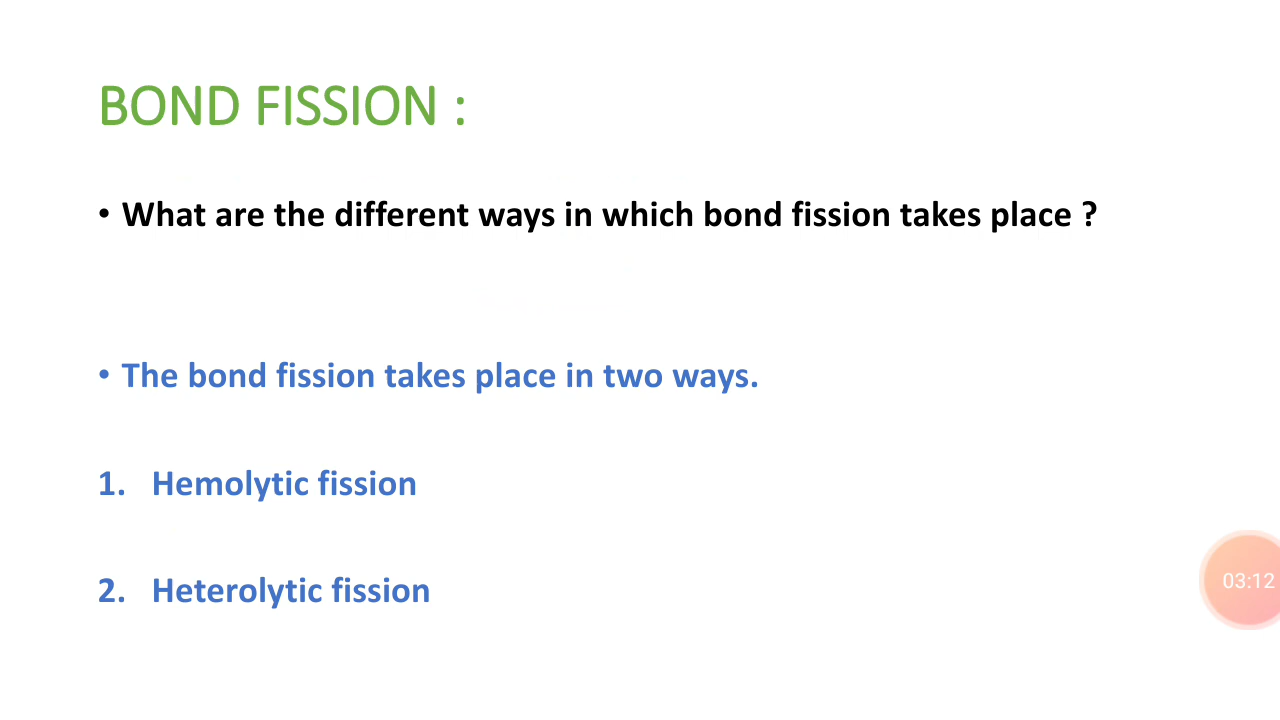 BOND FISSION :
• What are the different ways in which bond fission takes place ?
• The bond fission takes place in two ways.
1. Hemolytic fission
2. Heterolytic fission
03:12